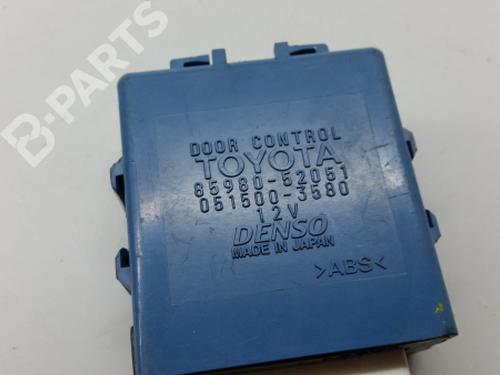 B-PARTS
DOOR CONTROL
TOYOTA
85980-52051
051500-3580
12V
DENSO
MADE IN JAPAN
>ABS<